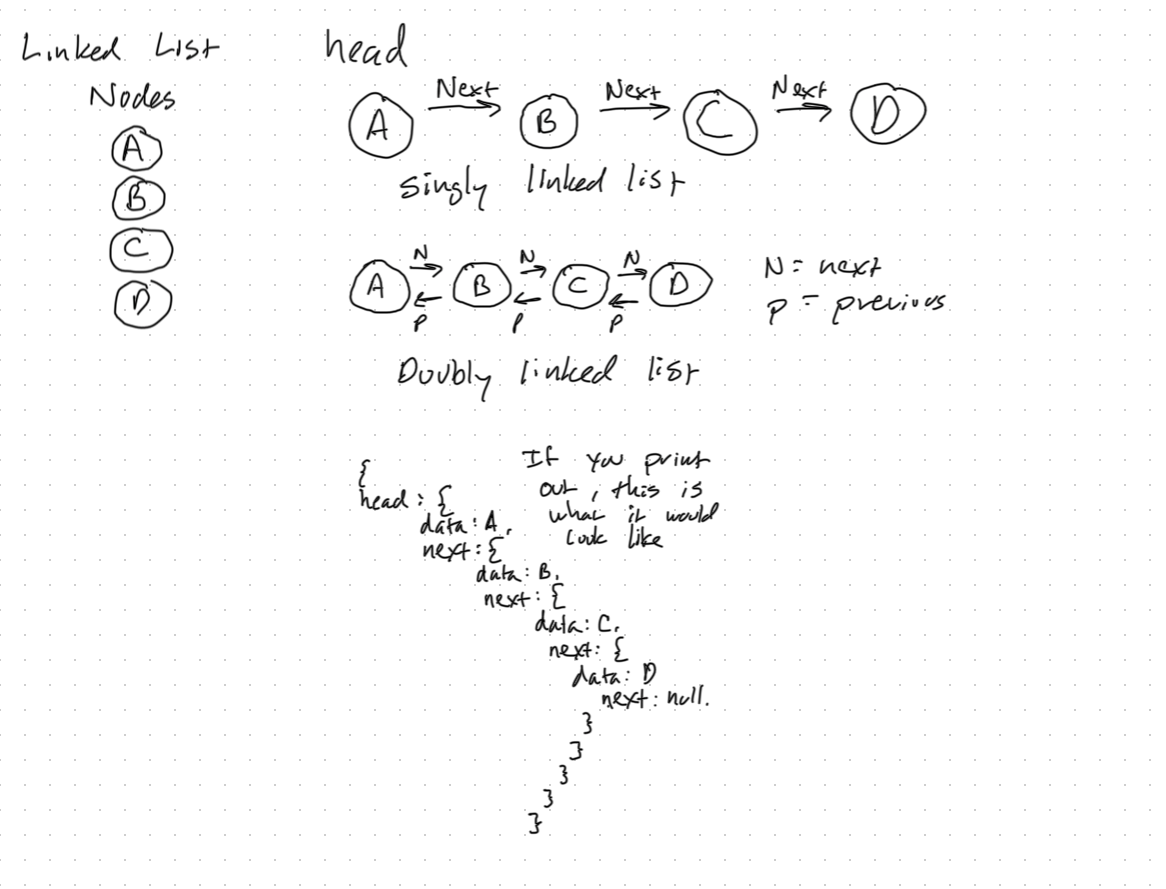 Linked List
Nodes
A
B
C
D
head
A Next B Next C Next D
singly linked list
N N N
A B C D
P P P
N = next
p = previous
Doubly linked list
If you print
out, this is
what it would
look like
{
head: {
data: A,
next: {
data: B,
next: {
data: C,
next: {
data: D
next: null.
}
}
}
}
}